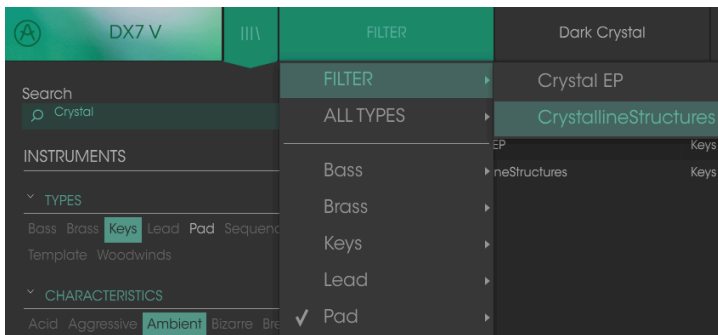 DX7 V
FILTER
Dark Crystal
Search
Crystal
INSTRUMENTS
TYPES
Bass Brass Keys Lead Pad Sequenc
Template Woodwinds
CHARACTERISTICS
Acid Aggressive Ambient Bizarre Bre
FILTER
ALL TYPES
Bass
Brass
Keys
Lead
Pad
Crystal EP
CrystallineStructures
EP Keys
neStructures Keys